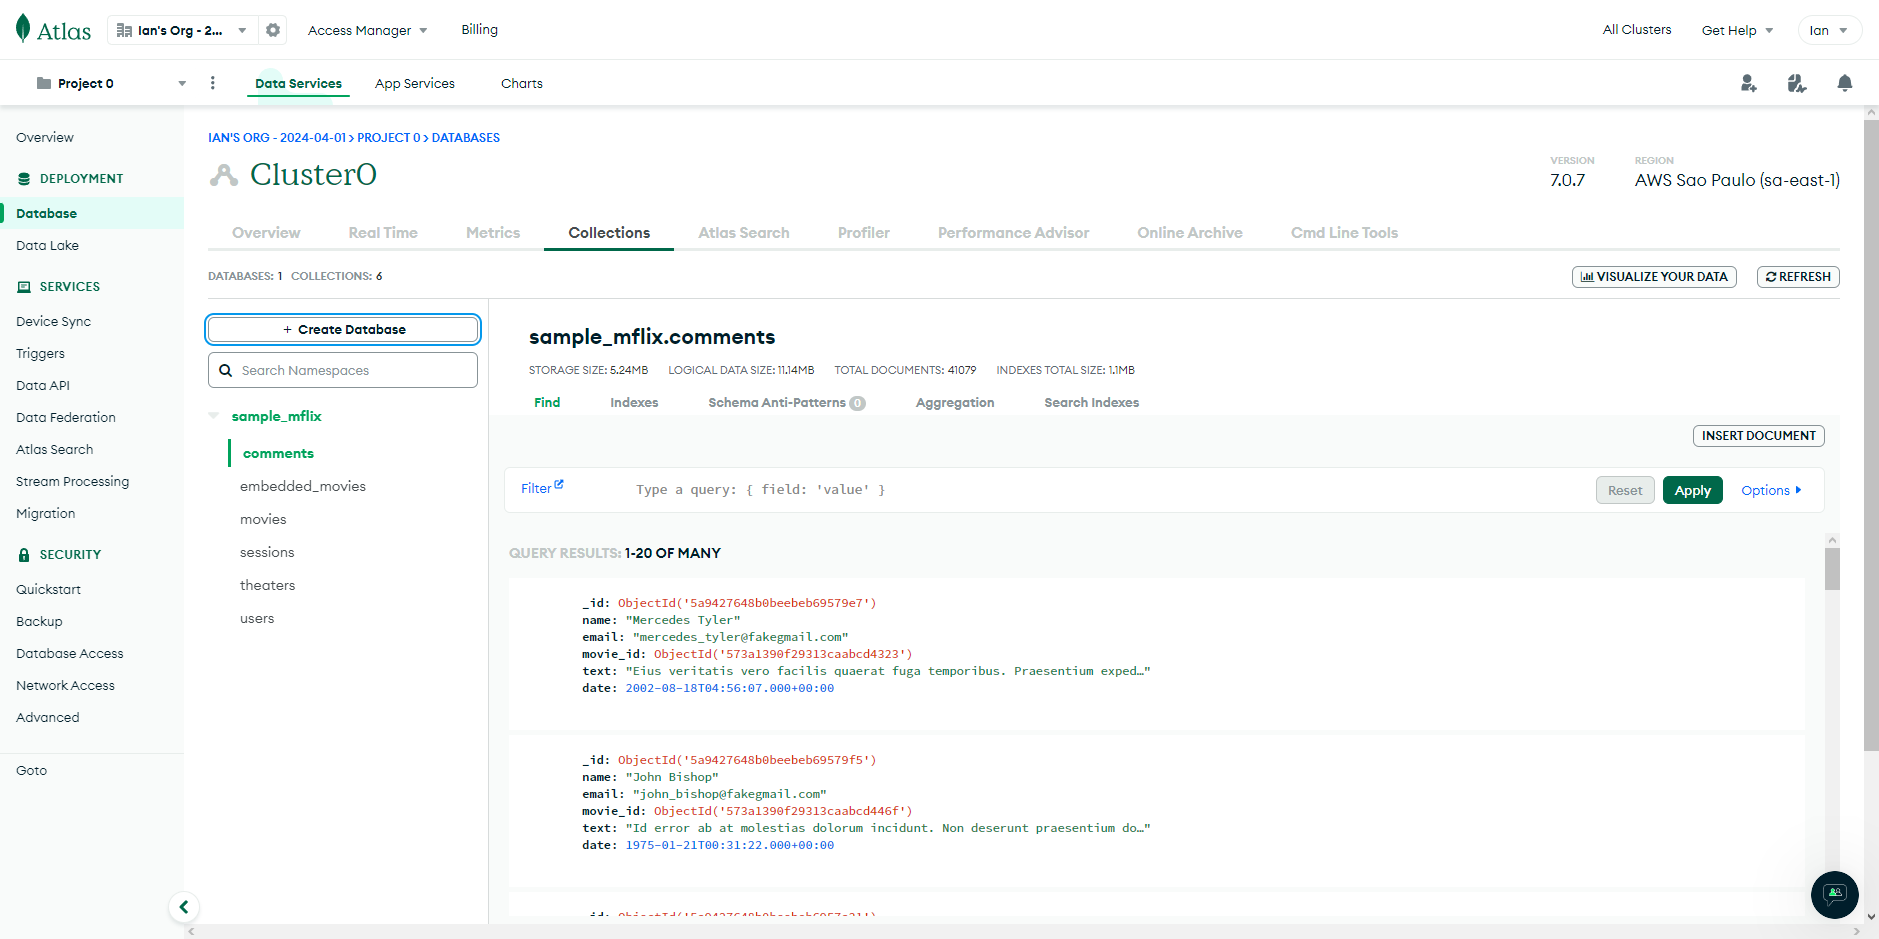 Atlas
Ian's Org - 2...
Access Manager
Billing
All Clusters
Get Help
Ian
Project 0
Data Services
App Services
Charts
Overview
DEPLOYMENT
Database
Data Lake
SERVICES
Device Sync
Triggers
Data API
Data Federation
Atlas Search
Stream Processing
Migration
SECURITY
Quickstart
Backup
Database Access
Network Access
Advanced
Goto
IAN'S ORG - 2024-04-01 > PROJECT 0 > DATABASES
Cluster0
VERSION
7.0.7
REGION
AWS Sao Paulo (sa-east-1)
Overview
Real Time
Metrics
Collections
Atlas Search
Profiler
Performance Advisor
Online Archive
Cmd Line Tools
DATABASES: 1 COLLECTIONS: 6
VISUALIZE YOUR DATA
REFRESH
+ Create Database
Search Namespaces
sample_mflix
comments
embedded_movies
movies
sessions
theaters
users
sample_mflix.comments
STORAGE SIZE: 5.24MB LOGICAL DATA SIZE: 11.14MB TOTAL DOCUMENTS: 41079 INDEXES TOTAL SIZE: 1.1MB
Find
Indexes
Schema Anti-Patterns 0
Aggregation
Search Indexes
INSERT DOCUMENT
Filter
Type a query: { field: 'value' }
Reset
Apply
Options
QUERY RESULTS: 1-20 OF MANY
_id: ObjectId('5a9427648b0beebeb69579e7')
name: "Mercedes Tyler"
email: "mercedes_tyler@fakegmail.com"
movie_id: ObjectId('573a1390f29313caabcd4323')
text: "Eius veritatis vero facilis quaerat fuga temporibus. Praesentium exped…"
date: 2002-08-18T04:56:07.000+00:00
_id: ObjectId('5a9427648b0beebeb69579f5')
name: "John Bishop"
email: "john_bishop@fakegmail.com"
movie_id: ObjectId('573a1390f29313caabcd446f')
text: "Id error ab at molestias dolorum incidunt. Non deserunt praesentium do…"
date: 1975-01-21T00:31:22.000+00:00